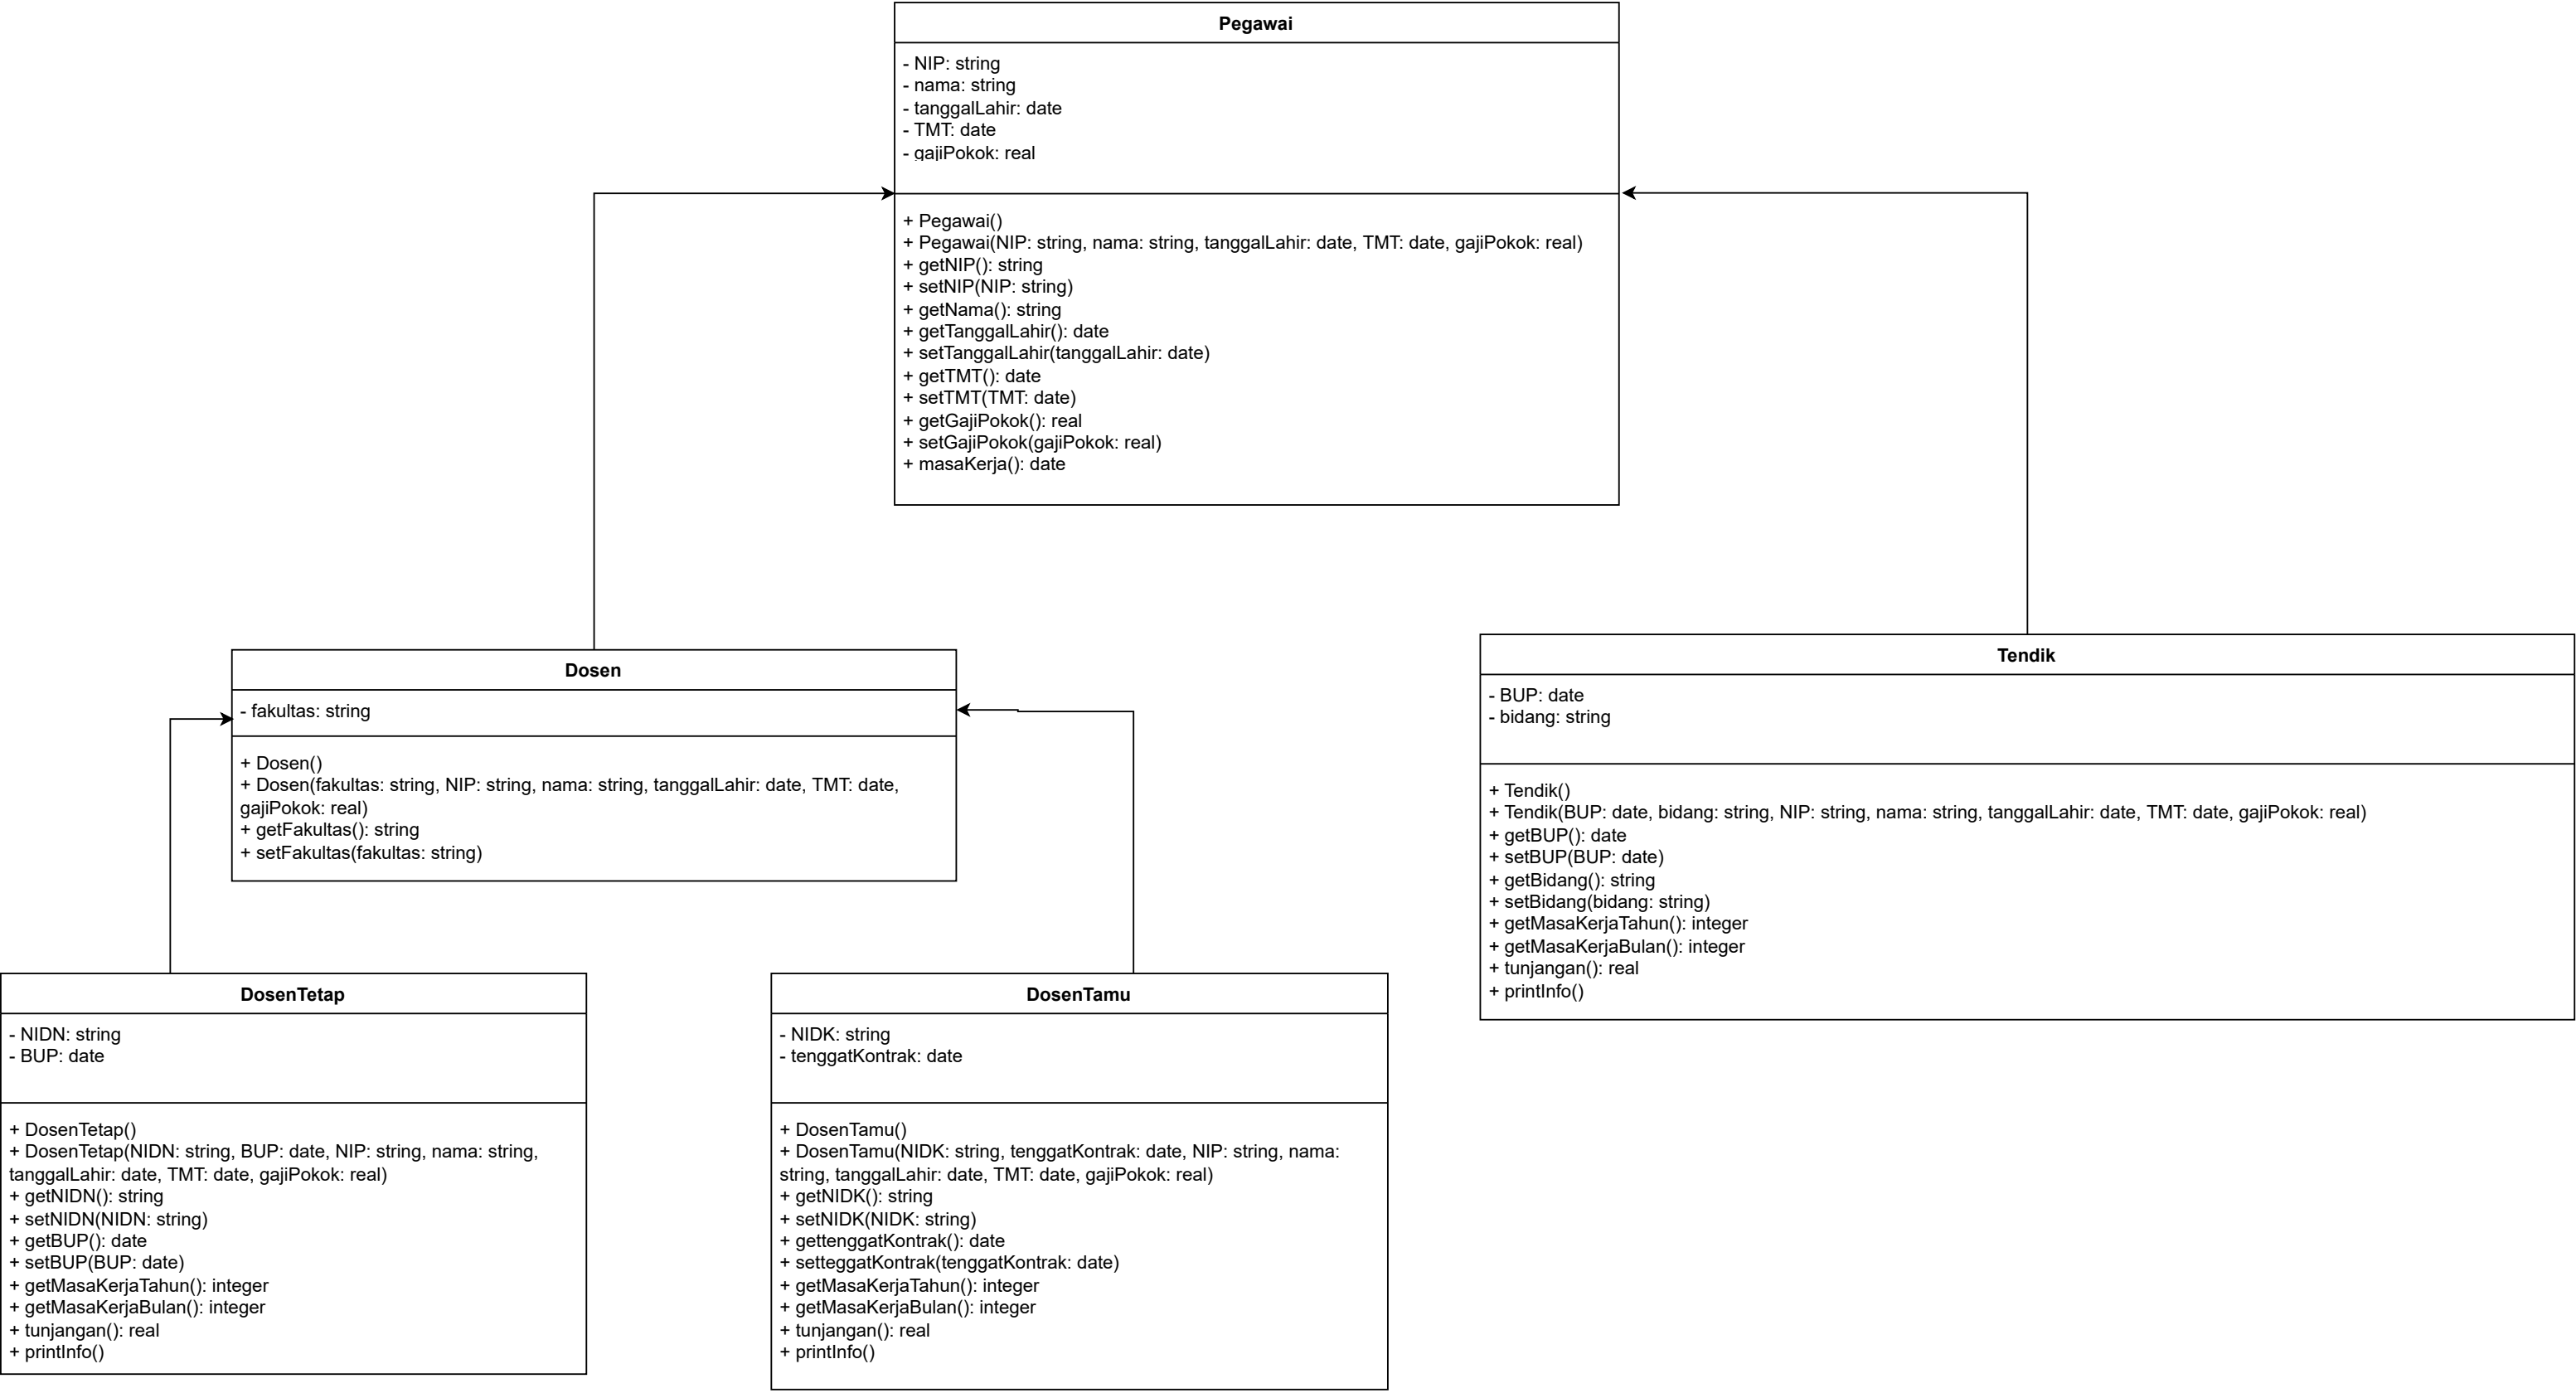 Pegawai
- NIP: string
- nama: string
- tanggalLahir: date
- TMT: date
- gajiPokok: real
+ Pegawai()
+ Pegawai(NIP: string, nama: string, tanggalLahir: date, TMT: date, gajiPokok: real)
+ getNIP(): string
+ setNIP(NIP: string)
+ getNama(): string
+ getTanggalLahir(): date
+ setTanggalLahir(tanggalLahir: date)
+ getTMT(): date
+ setTMT(TMT: date)
+ getGajiPokok(): real
+ setGajiPokok(gajiPokok: real)
+ masaKerja(): date
Dosen
- fakultas: string
+ Dosen()
+ Dosen(fakultas: string, NIP: string, nama: string, tanggalLahir: date, TMT: date,
gajiPokok: real)
+ getFakultas(): string
+ setFakultas(fakultas: string)
Tendik
- BUP: date
- bidang: string
+ Tendik()
+ Tendik(BUP: date, bidang: string, NIP: string, nama: string, tanggalLahir: date, TMT: date, gajiPokok: real)
+ getBUP(): date
+ setBUP(BUP: date)
+ getBidang(): string
+ setBidang(bidang: string)
+ getMasaKerjaTahun(): integer
+ getMasaKerjaBulan(): integer
+ tunjangan(): real
+ printInfo()
DosenTetap
- NIDN: string
- BUP: date
+ DosenTetap()
+ DosenTetap(NIDN: string, BUP: date, NIP: string, nama: string,
tanggalLahir: date, TMT: date, gajiPokok: real)
+ getNIDN(): string
+ setNIDN(NIDN: string)
+ getBUP(): date
+ setBUP(BUP: date)
+ getMasaKerjaTahun(): integer
+ getMasaKerjaBulan(): integer
+ tunjangan(): real
+ printInfo()
DosenTamu
- NIDK: string
- tenggatKontrak: date
+ DosenTamu()
+ DosenTamu(NIDK: string, tenggatKontrak: date, NIP: string, nama:
string, tanggalLahir: date, TMT: date, gajiPokok: real)
+ getNIDK(): string
+ setNIDK(NIDK: string)
+ gettenggatKontrak(): date
+ setteggatKontrak(tenggatKontrak: date)
+ getMasaKerjaTahun(): integer
+ getMasaKerjaBulan(): integer
+ tunjangan(): real
+ printInfo()